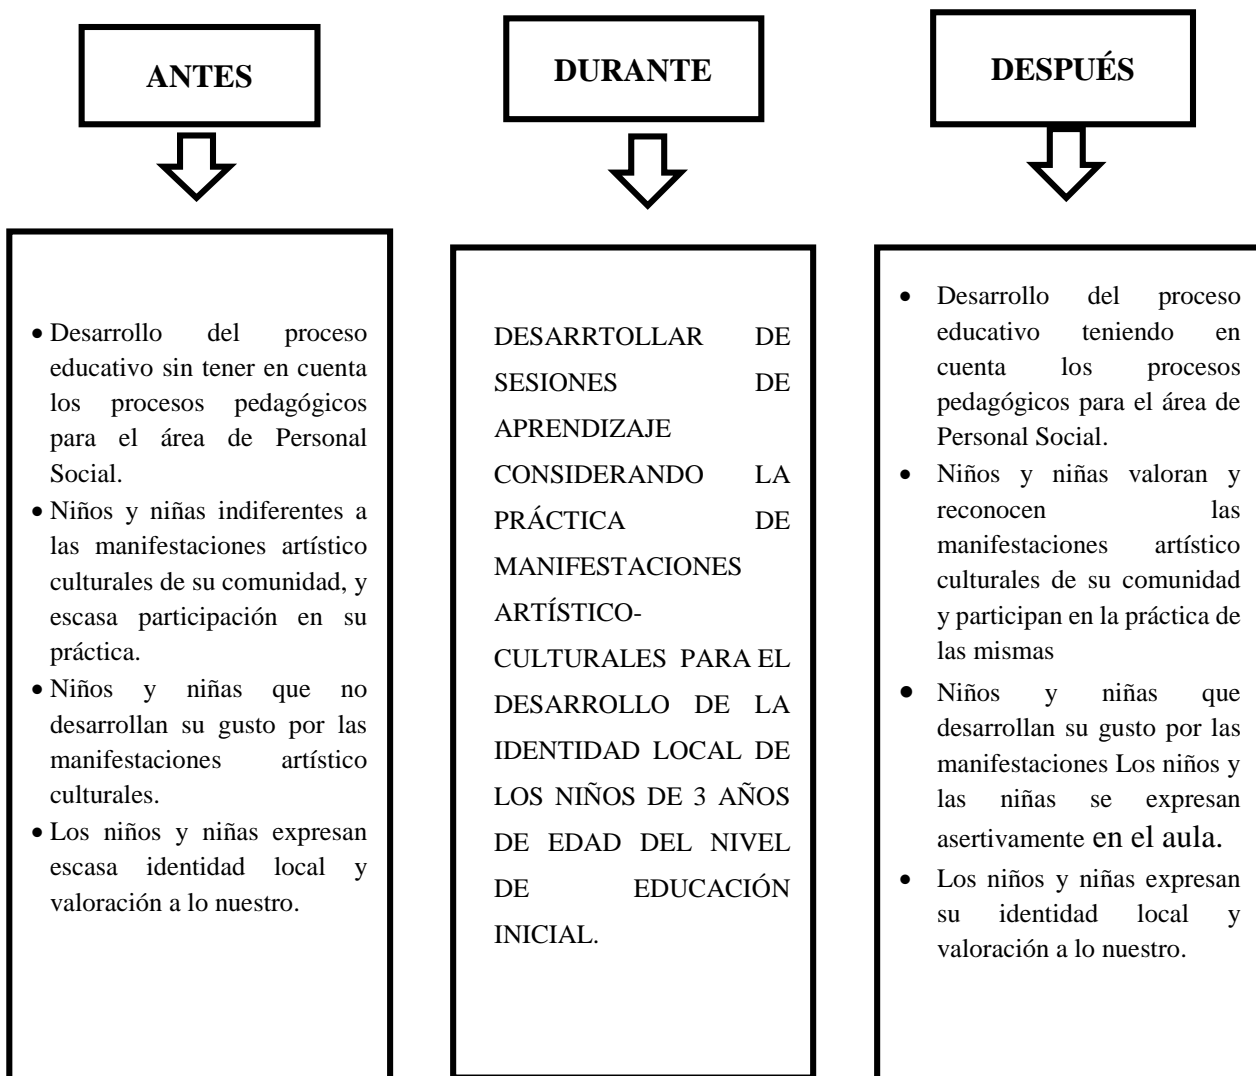 ANTES
• Desarrollo del proceso
educativo sin tener en cuenta
los procesos pedagógicos
para el área de Personal
Social.
• Niños y niñas indiferentes a
las manifestaciones artístico
culturales de su comunidad, y
escasa participación en su
práctica.
• Niños y niñas que no
desarrollan su gusto por las
manifestaciones artístico
culturales.
• Los niños y niñas expresan
escasa identidad local y
valoración a lo nuestro.
DURANTE
DESARRTOLLAR DE
SESIONES DE
APRENDIZAJE
CONSIDERANDO LA
PRÁCTICA DE
MANIFESTACIONES
ARTÍSTICO-
CULTURALES PARA EL
DESARROLLO DE LA
IDENTIDAD LOCAL DE
LOS NIÑOS DE 3 AÑOS
DE EDAD DEL NIVEL
DE EDUCACIÓN
INICIAL.
DESPUÉS
• Desarrollo del proceso
educativo teniendo en
cuenta los procesos
pedagógicos para el área de
Personal Social.
• Niños y niñas valoran y
reconocen las
manifestaciones artístico
culturales de su comunidad
y participan en la práctica de
las mismas
• Niños y niñas que
desarrollan su gusto por las
manifestaciones Los niños y
las niñas se expresan
asertivamente en el aula.
• Los niños y niñas expresan
su identidad local y
valoración a lo nuestro.